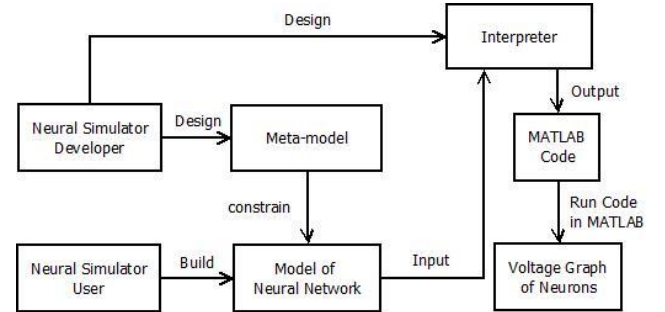 Design
Interpreter
Output
Neural Simulator
Developer
Design
Meta-model
MATLAB
Code
constrain
Run Code
in MATLAB
Neural Simulator
User
Build
Model of
Neural Network
Input
Voltage Graph
of Neurons